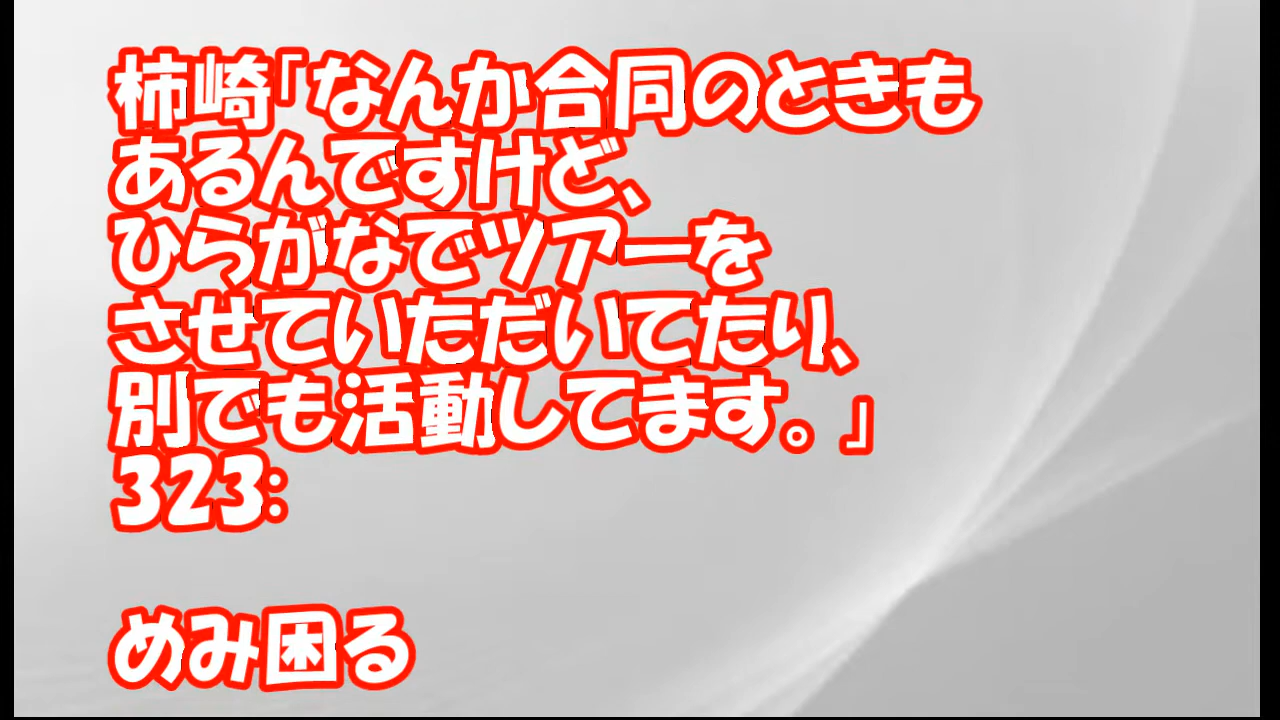 柿崎｢なんか合同のときも
あるんですけど、
ひらがなでツアーを
させていただいてたり、
別でも活動してます。』
323:
めみ困る